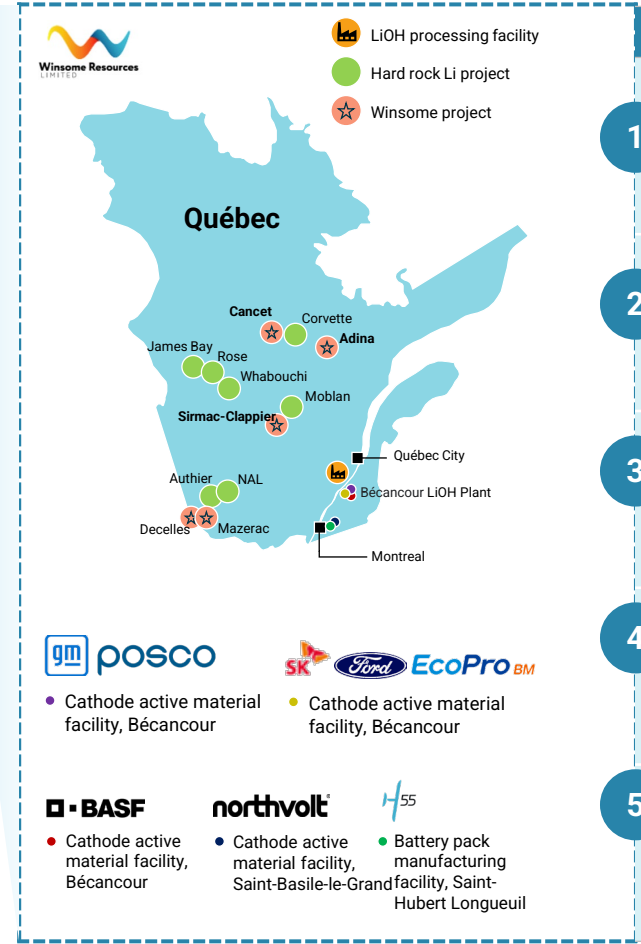 Winsome Resources
LIMITED
LiOH processing facility
Hard rock Li project
Winsome project
1
Québec
2
Cancet
Corvette
Adina
James Bay
Rose
Whabouchi
Moblan
Sirmac-Clappier
3
Québec City
Authier
NAL
Bécancour LiOH Plant
Decelles
Mazerac
Montreal
4
gm posco
SK Ford EcoPro BM
Cathode active material
facility, Bécancour
Cathode active material
facility, Bécancour
5
BASF
Cathode active
material facility,
Bécancour
northvolt
Cathode active
material facility,
Saint-Basile-le-Grand
H55
Battery pack
manufacturing
facility, Saint-
Hubert Longueuil